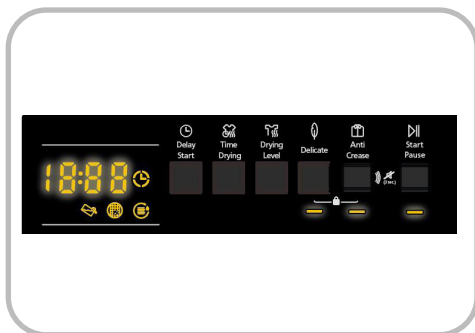 18:88
Delay
Start
Time
Drying
Drying
Level
Delicate
Anti
Crease
Start
Pause
(3 sec.)